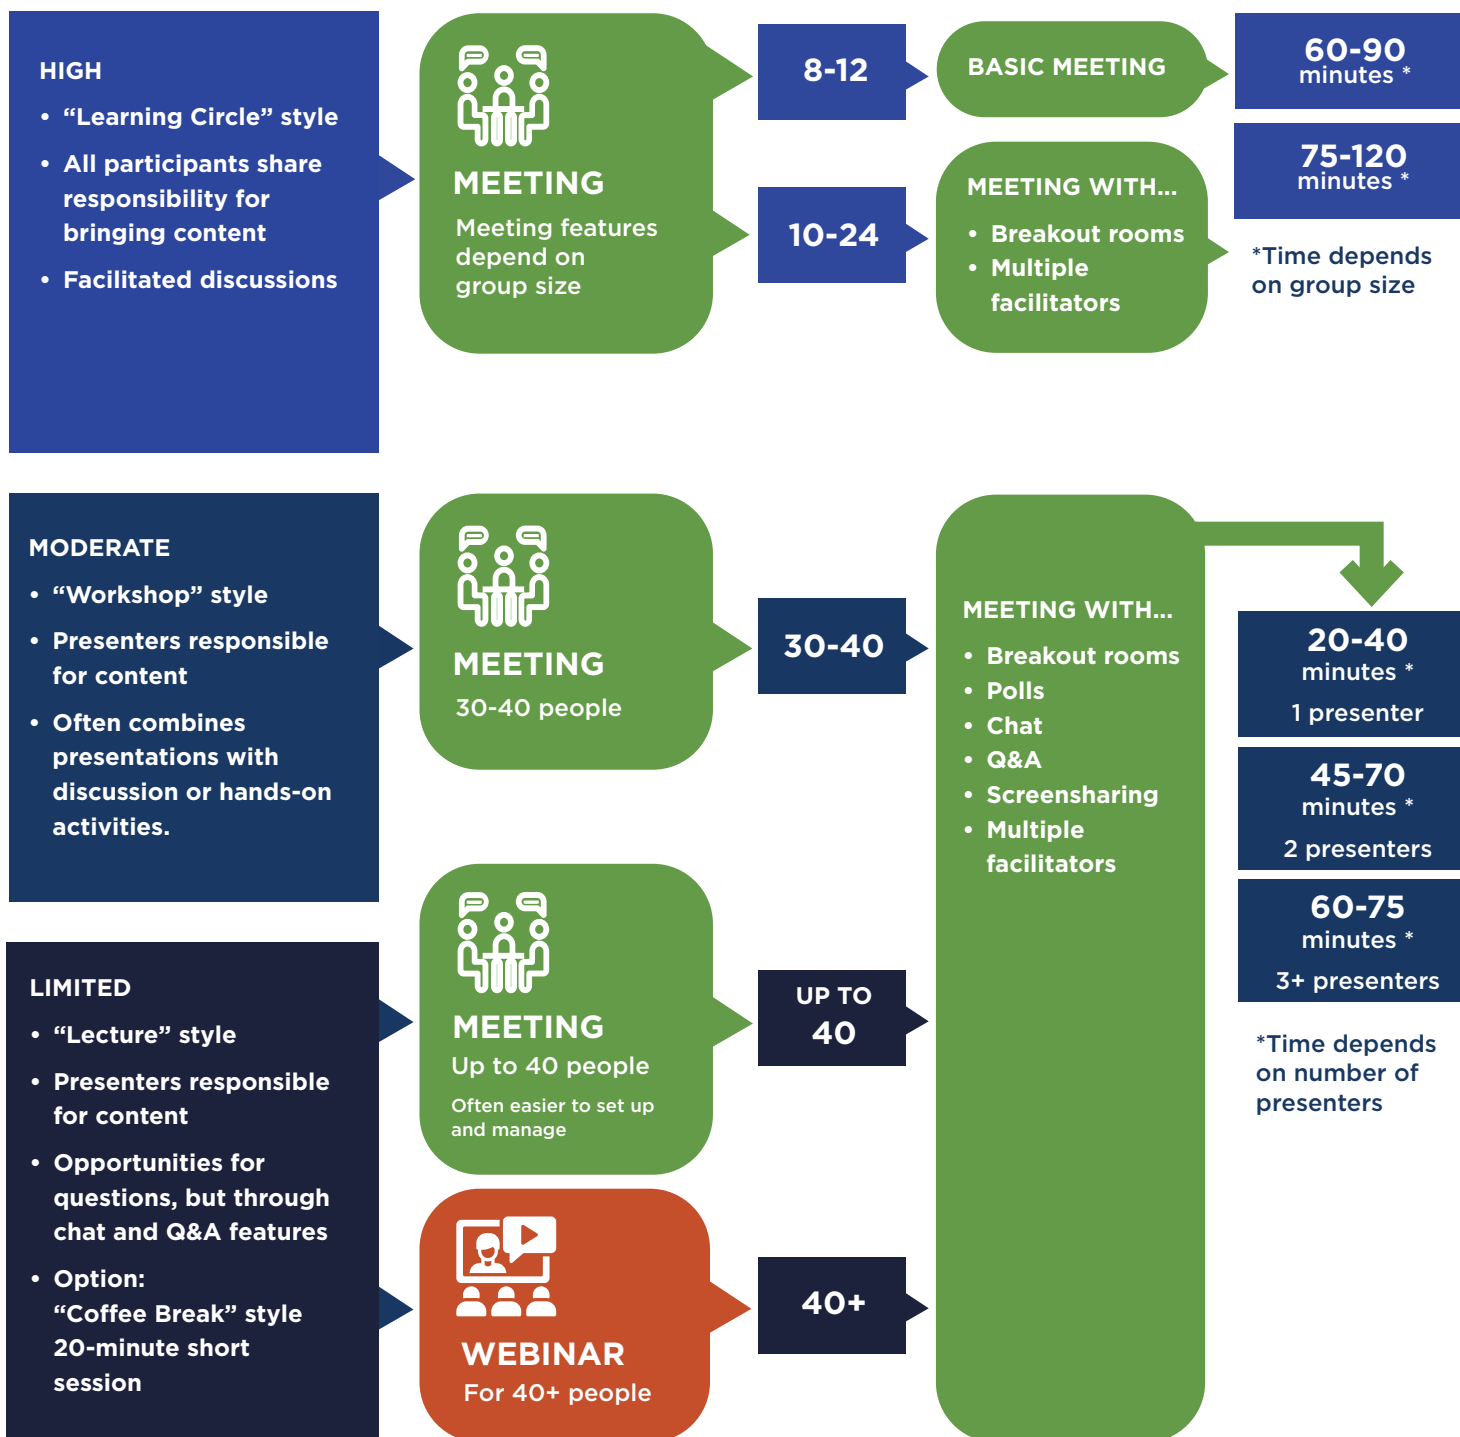 HIGH
• “Learning Circle” style
• All participants share
responsibility for
bringing content
• Facilitated discussions
MEETING
Meeting features
depend on
group size
8-12
BASIC MEETING
60-90
minutes *
10-24
MEETING WITH...
• Breakout rooms
• Multiple
facilitators
75-120
minutes *
*Time depends
on group size
MODERATE
• “Workshop” style
• Presenters responsible
for content
• Often combines
presentations with
discussion or hands-on
activities.
MEETING
30-40 people
30-40
MEETING WITH...
• Breakout rooms
• Polls
• Chat
• Q&A
• Screensharing
• Multiple
facilitators
20-40
minutes *
1 presenter
45-70
minutes *
2 presenters
60-75
minutes *
3+ presenters
*Time depends
on number of
presenters
LIMITED
• “Lecture” style
• Presenters responsible
for content
• Opportunities for
questions, but through
chat and Q&A features
• Option:
“Coffee Break” style
20-minute short
session
MEETING
Up to 40 people
Often easier to set up
and manage
UP TO
40
WEBINAR
For 40+ people
40+